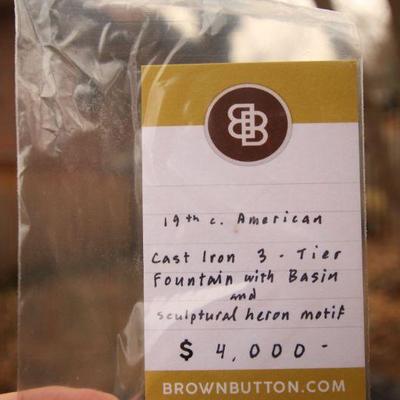 BB
19th c. American
Cast Iron 3-Tier
Fountain with Basin
and
sculptural heron motif
$ 4,000-
BROWNBUTTON.COM